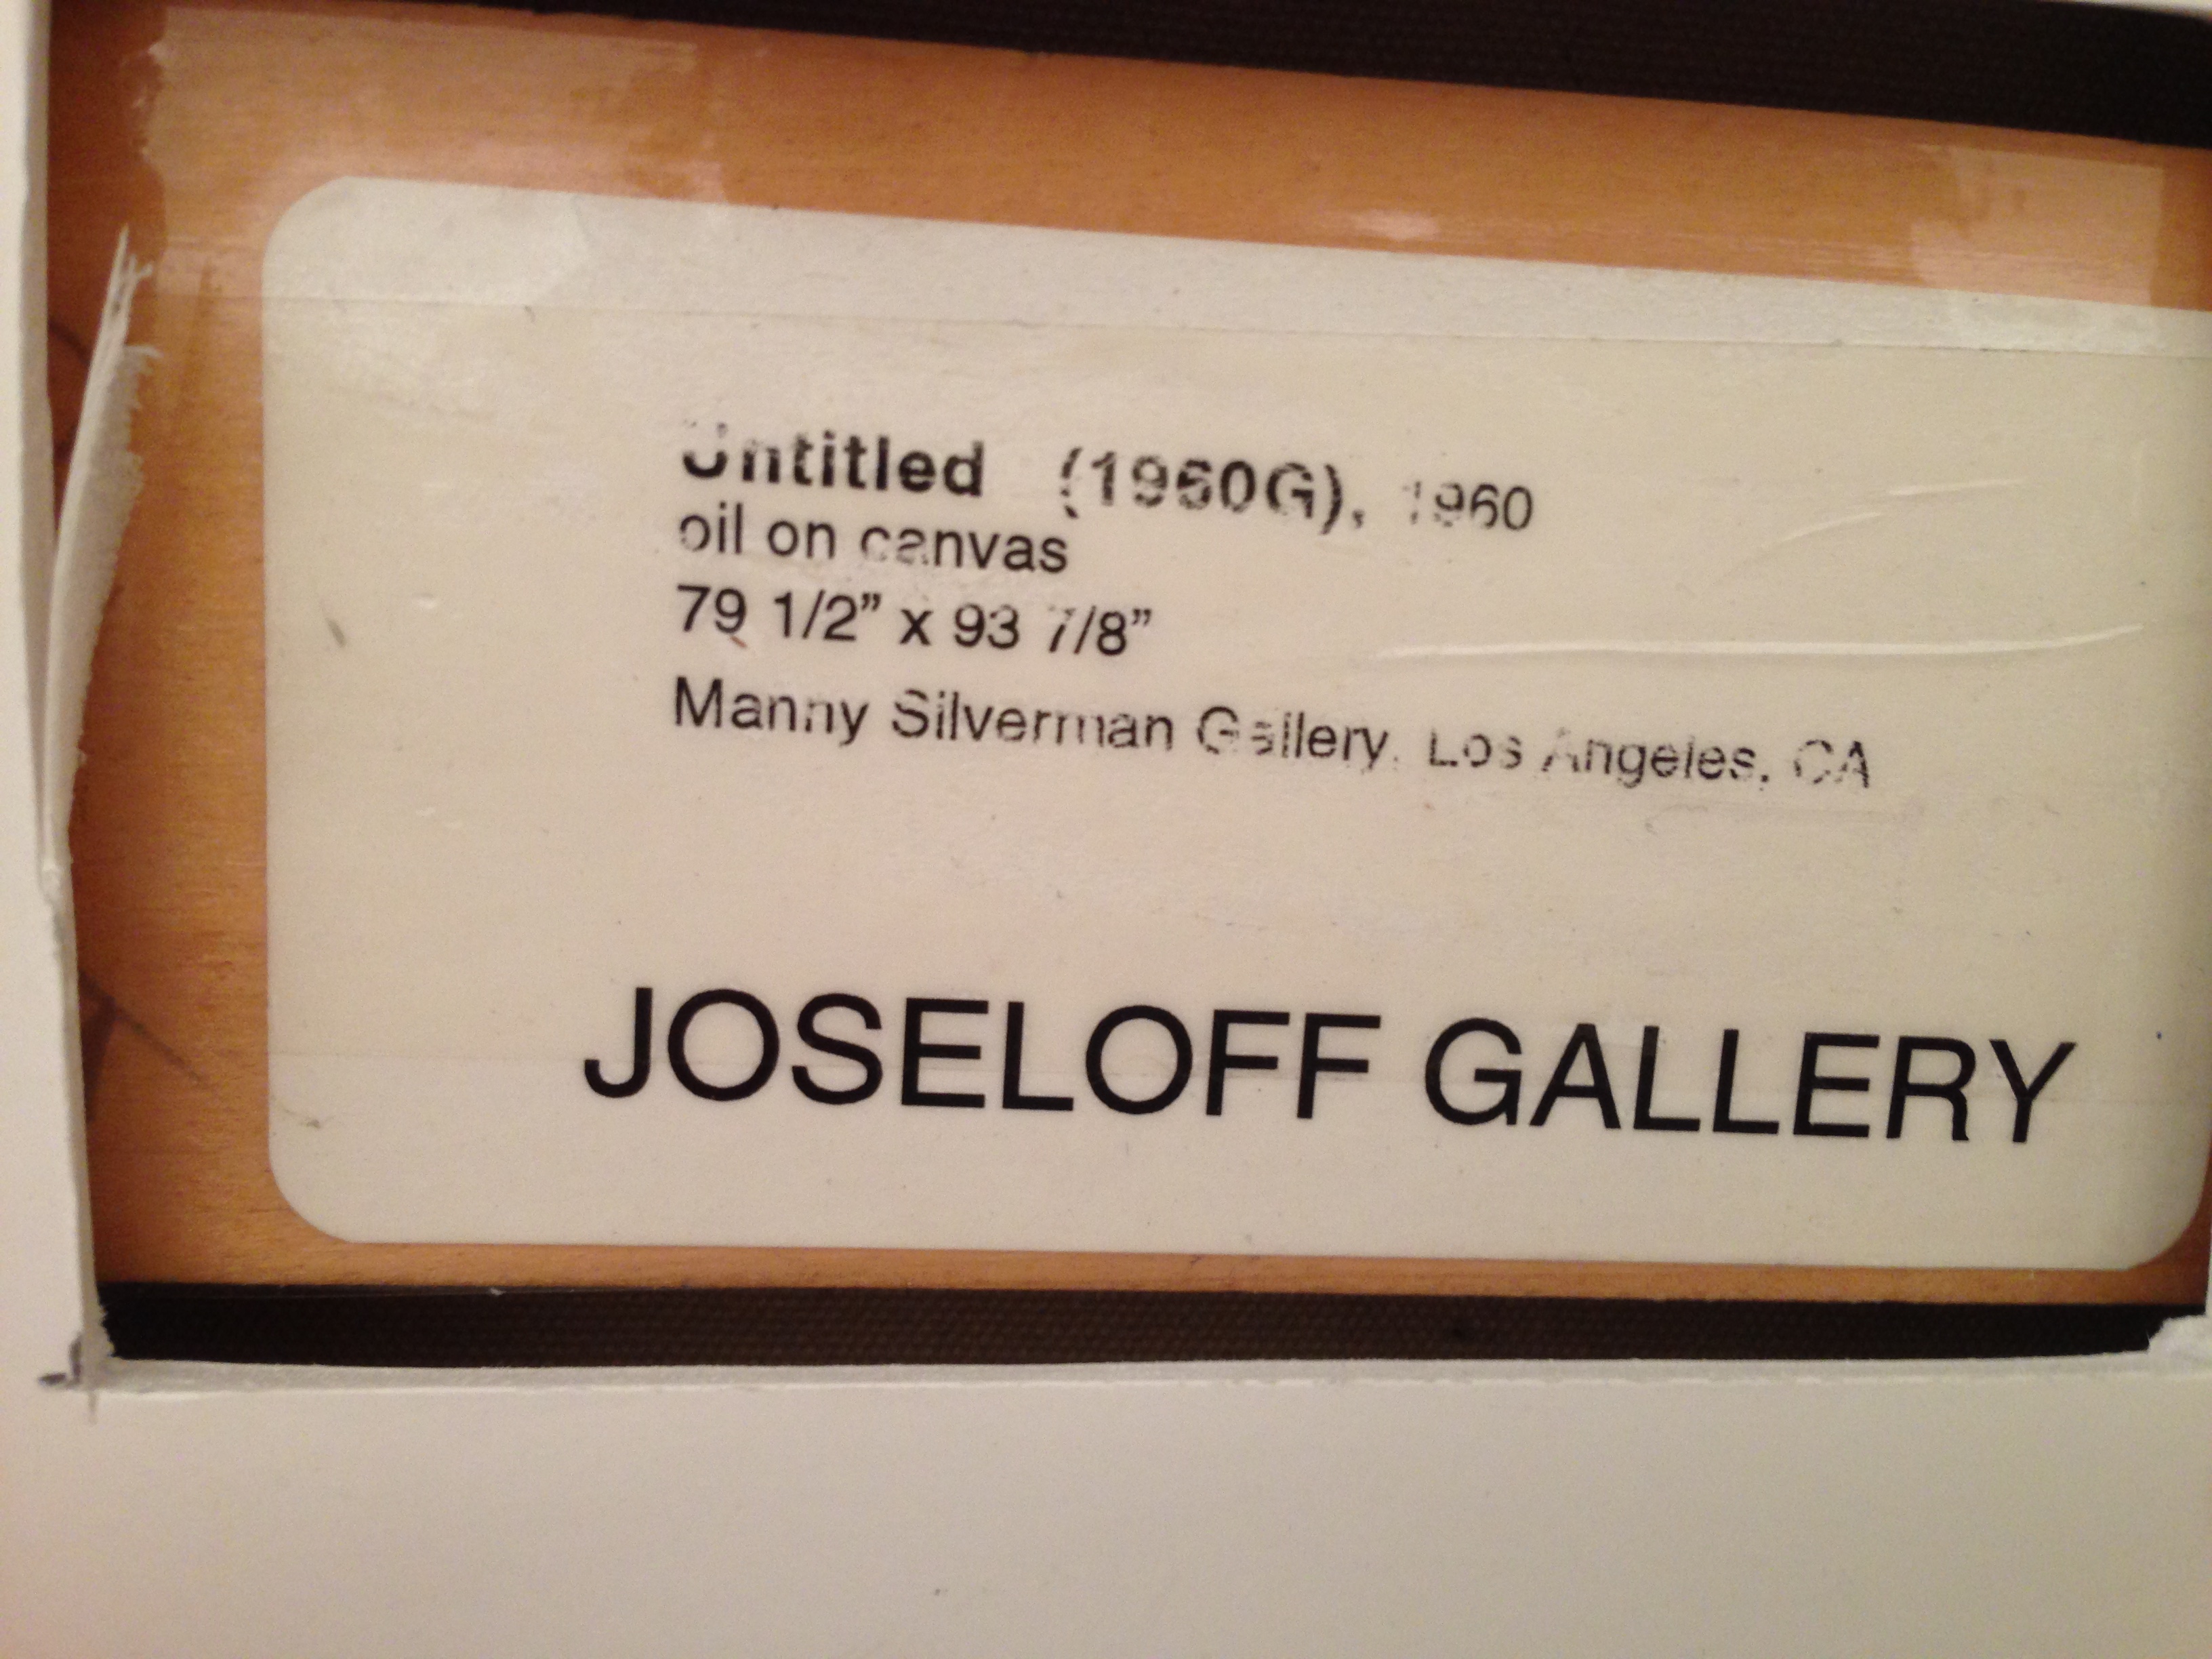 Untitled (1960G), 1960
oil on canvas
79 1/2” x 93 7/8”
Manny Silverman Gallery, Los Angeles, CA
JOSELOFF GALLERY